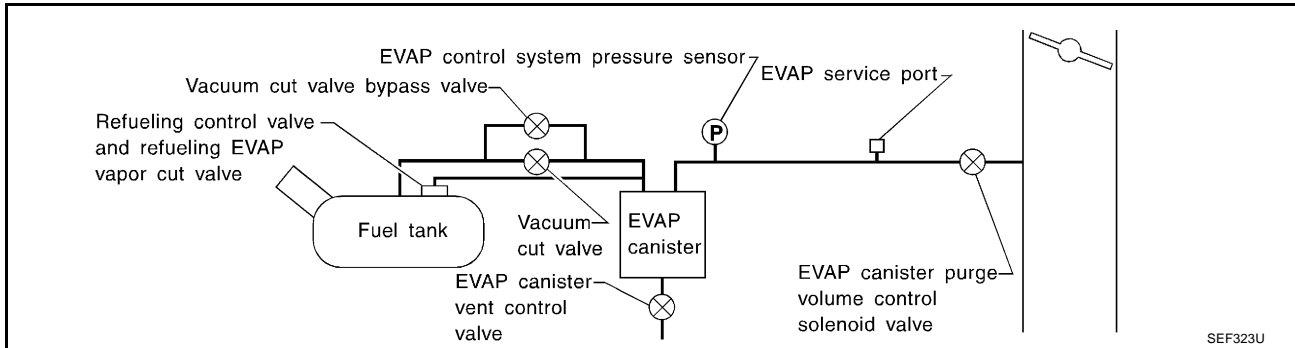 EVAP control system pressure sensor
EVAP service port
Vacuum cut valve bypass valve
Refueling control valve
and refueling EVAP
vapor cut valve
P
Fuel tank
Vacuum
cut valve
EVAP
canister
EVAP canister
vent control
valve
EVAP canister purge
volume control
solenoid valve
SEF323U